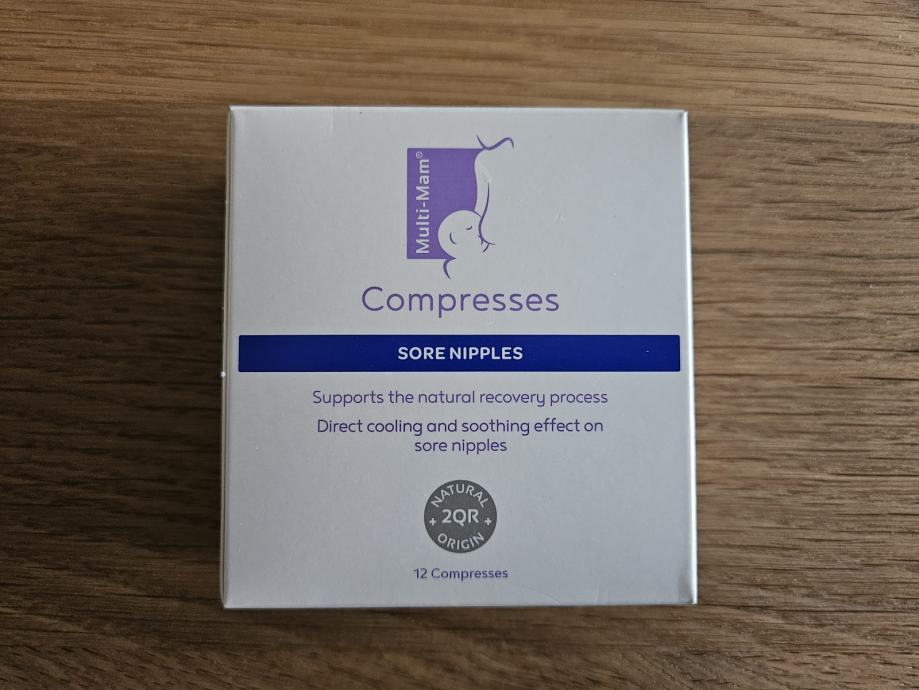 Multi-Mam©
Compresses
SORE NIPPLES
Supports the natural recovery process
Direct cooling and soothing effect on
sore nipples
NATURAL
+ 2QR +
ORIGIN
12 Compresses